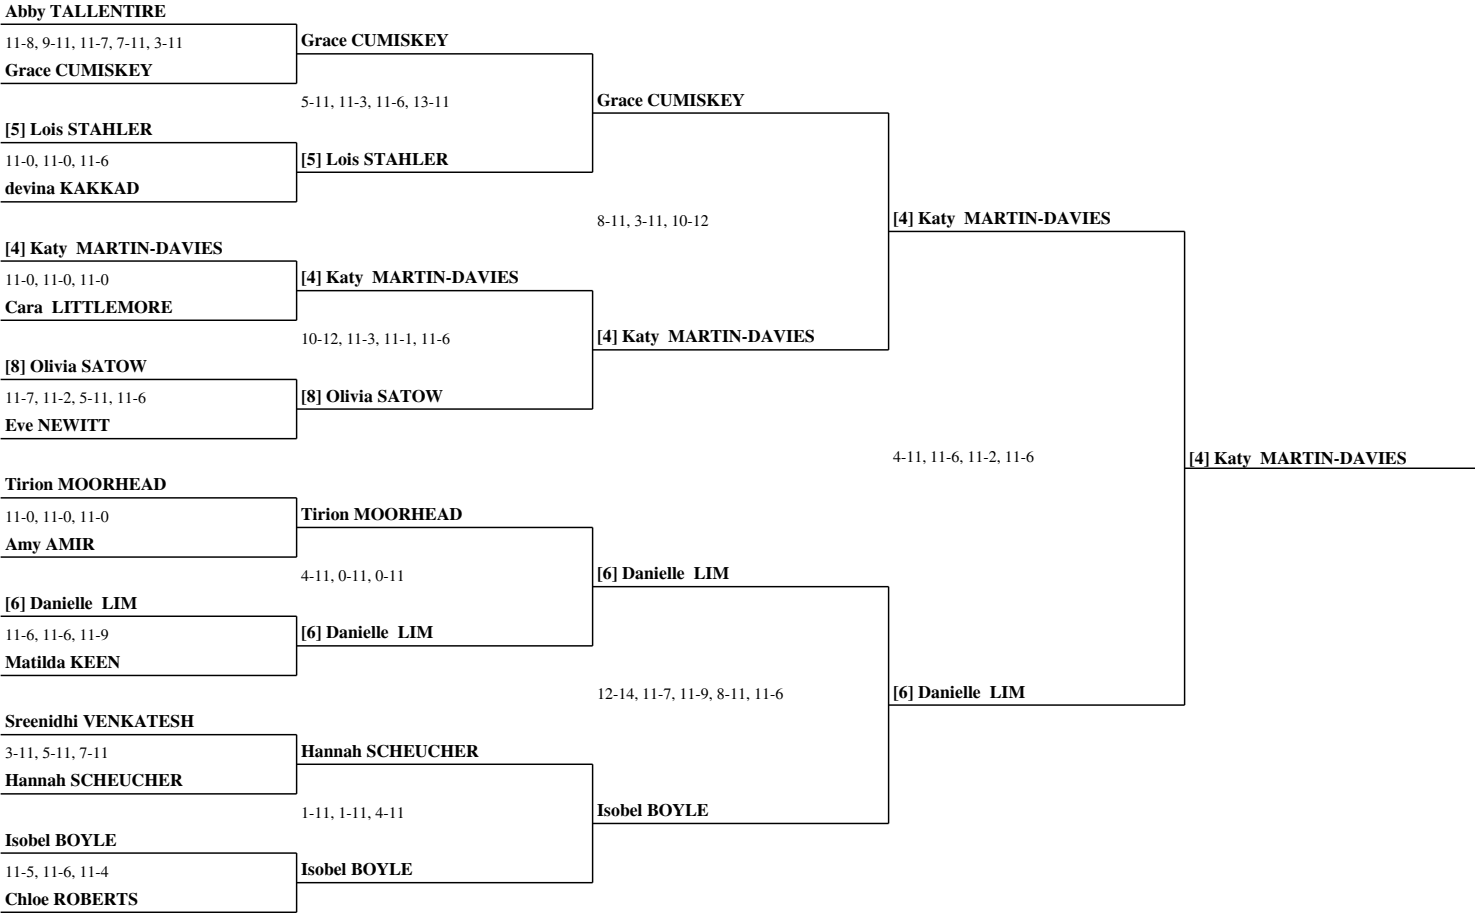 Abby TALLENTIRE
11-8, 9-11, 11-7, 7-11, 3-11
Grace CUMISKEY
[5] Lois STAHLER
11-0, 11-0, 11-6
devina KAKKAD
[4] Katy  MARTIN-DAVIES
11-0, 11-0, 11-0
Cara  LITTLEMORE
[8] Olivia SATOW
11-7, 11-2, 5-11, 11-6
Eve NEWITT
Tirion MOORHEAD
11-0, 11-0, 11-0
Amy AMIR
[6] Danielle  LIM
11-6, 11-6, 11-9
Matilda KEEN
Sreenidhi VENKATESH
3-11, 5-11, 7-11
Hannah SCHEUCHER
Isobel BOYLE
11-5, 11-6, 11-4
Chloe ROBERTS
Grace CUMISKEY
5-11, 11-3, 11-6, 13-11
[5] Lois STAHLER
[4] Katy  MARTIN-DAVIES
10-12, 11-3, 11-1, 11-6
[8] Olivia SATOW
Tirion MOORHEAD
4-11, 0-11, 0-11
[6] Danielle  LIM
Hannah SCHEUCHER
1-11, 1-11, 4-11
Isobel BOYLE
Grace CUMISKEY
8-11, 3-11, 10-12
[4] Katy  MARTIN-DAVIES
[6] Danielle  LIM
12-14, 11-7, 11-9, 8-11, 11-6
Isobel BOYLE
[4] Katy  MARTIN-DAVIES
4-11, 11-6, 11-2, 11-6
[6] Danielle  LIM
[4] Katy  MARTIN-DAVIES